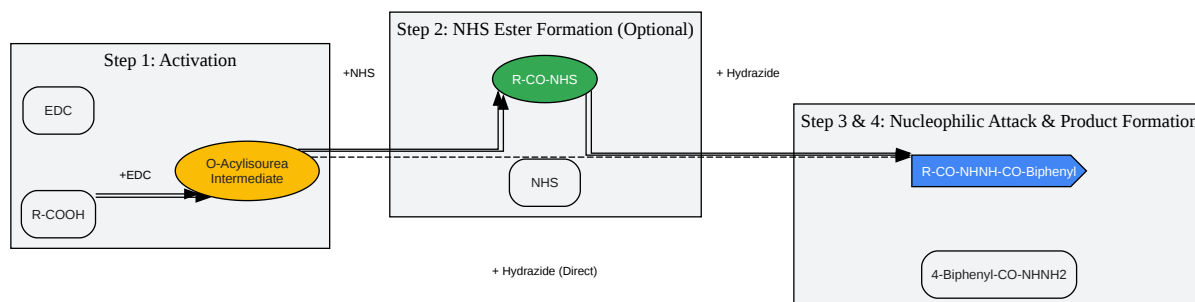 Step 1: Activation
EDC
R-COOH
+EDC
O-Acylisourea
Intermediate
+NHS
Step 2: NHS Ester Formation (Optional)
R-CO-NHS
NHS
+ Hydrazide
+ Hydrazide (Direct)
Step 3 & 4: Nucleophilic Attack & Product Formation
R-CO-NHNH-CO-Biphenyl
4-Biphenyl-CO-NHNH2